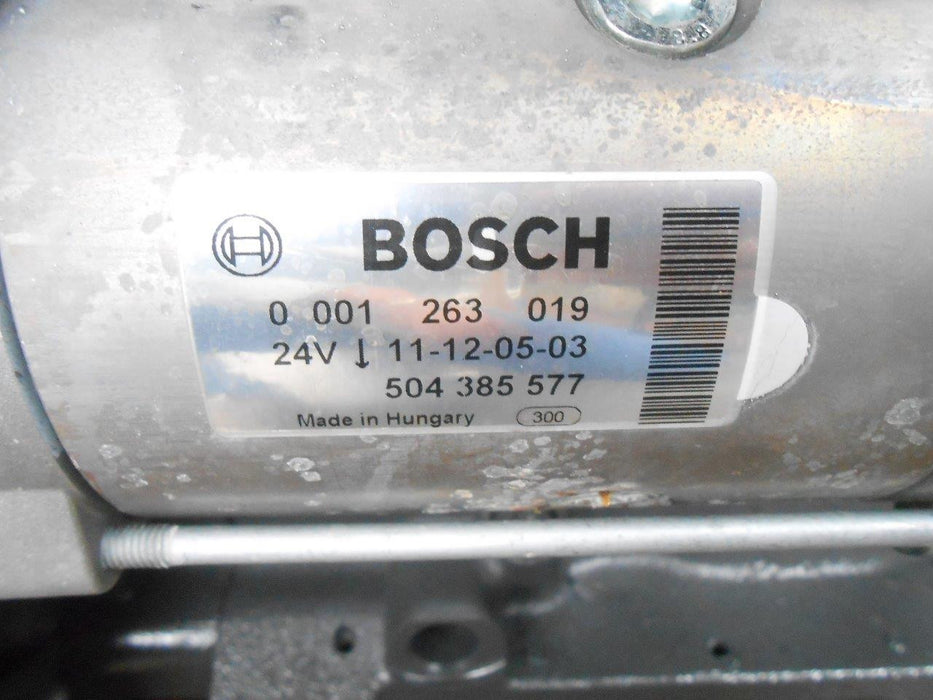 BOSCH
0 001 263 019
24V ↓ 11-12-05-03
504 385 577
Made in Hungary 300